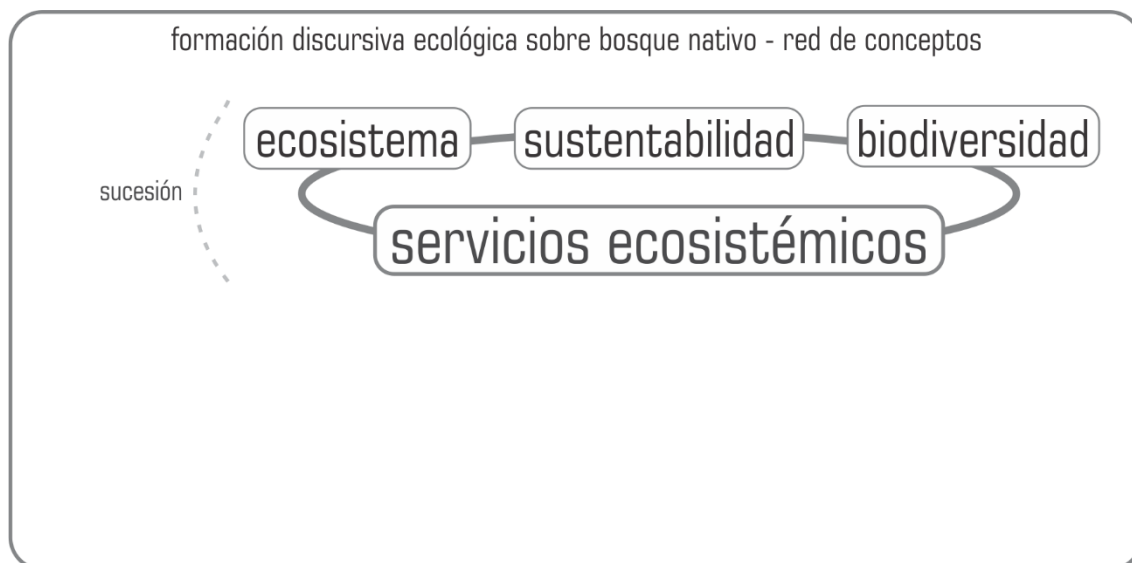 formación discursiva ecológica sobre bosque nativo - red de conceptos
ecosistema sustentabilidad biodiversidad
sucesión
servicios ecosistémicos